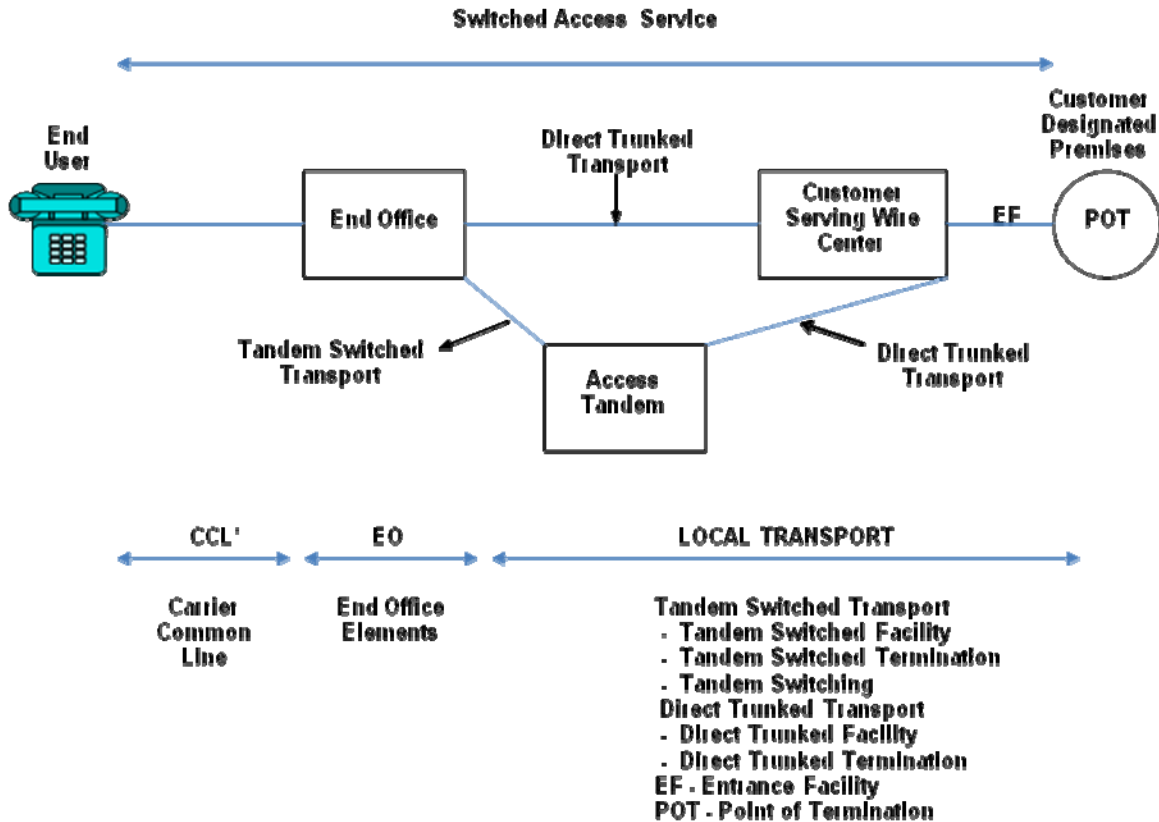 Switched Access Service
Customer
Designated
Premises
End
User
Direct Trunked
Transport
End Office
Customer
Serving Wire
Center
EF
POT
Tandem Switched
Transport
Access
Tandem
Direct Trunked
Transport
CCL'
EO
LOCAL TRANSPORT
Carrier
Common
Line
End Office
Elements
Tandem Switched Transport
- Tandem Switched Facility
- Tandem Switched Termination
- Tandem Switching
Direct Trunked Transport
- Direct Trunked Facility
- Direct Trunked Termination
EF - Entrance Facility
POT - Point of Termination